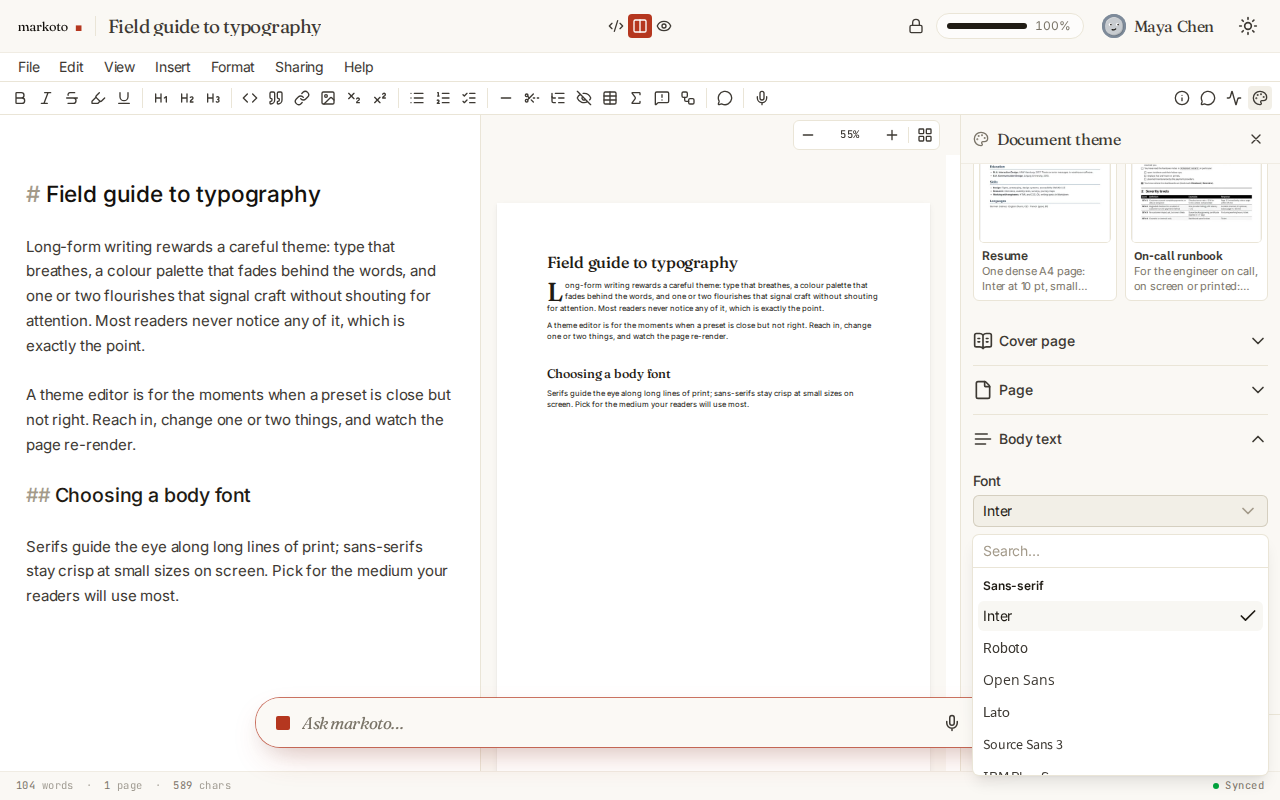 markoto
Field guide to typography
100%
Maya Chen
File Edit View Insert Format Sharing Help
H1 H2 H3
55%
Document theme
# Field guide to typography
Long-form writing rewards a careful theme: type that
breathes, a colour palette that fades behind the words, and
one or two flourishes that signal craft without shouting for
attention. Most readers never notice any of it, which is
exactly the point.
A theme editor is for the moments when a preset is close but
not right. Reach in, change one or two things, and watch the
page re-render.
## Choosing a body font
Serifs guide the eye along long lines of print; sans-serifs
stay crisp at small sizes on screen. Pick for the medium your
readers will use most.
Field guide to typography
Long-form writing rewards a careful theme: type that breathes, a colour palette that
fades behind the words, and one or two flourishes that signal craft without shouting
for attention. Most readers never notice any of it, which is exactly the point.
A theme editor is for the moments when a preset is close but not right. Reach in, change
one or two things, and watch the page re-render.
Choosing a body font
Serifs guide the eye along long lines of print; sans-serifs stay crisp at small sizes on
screen. Pick for the medium your readers will use most.
Resume
One dense A4 page:
Inter at 10 pt, small...
On-call runbook
For the engineer on call,
on screen or printed:...
Cover page
Page
Body text
Font
Inter
Search...
Sans-serif
Inter
Roboto
Open Sans
Lato
Source Sans 3
Ask markoto...
104 words · 1 page · 589 chars
Synced